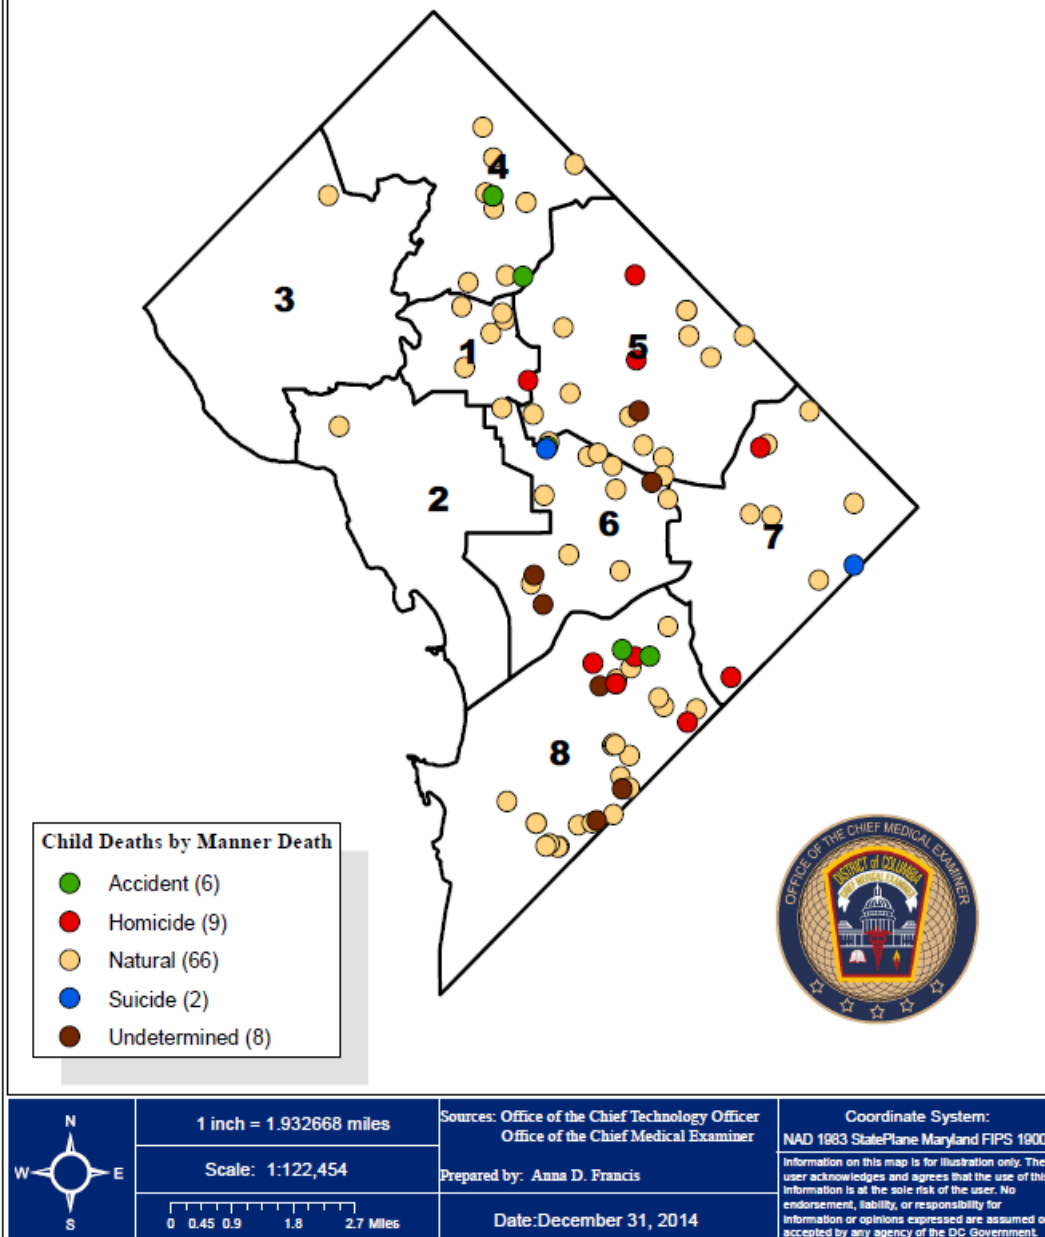 4
3
5
1
2
6
7
8
Child Deaths by Manner Death
Accident (6)
Homicide (9)
Natural (66)
Suicide (2)
Undetermined (8)
OFFICE OF THE CHIEF MEDICAL EXAMINER
DISTRICT of COLUMBIA
CHIEF MEDICAL EXAMINER
N
W
E
S
1 inch = 1.932668 miles
Scale: 1:122,454
0 0.45 0.9 1.8 2.7 Miles
Sources: Office of the Chief Technology Officer
Office of the Chief Medical Examiner
Prepared by: Anna D. Francis
Date:December 31, 2014
Coordinate System:
NAD 1983 StatePlane Maryland FIPS 1900
Information on this map is for illustration only. The
user acknowledges and agrees that the use of this
information is at the sole risk of the user. No
endorsement, liability, or responsibility for
information or opinions expressed are assumed or
accepted by any agency of the DC Government.